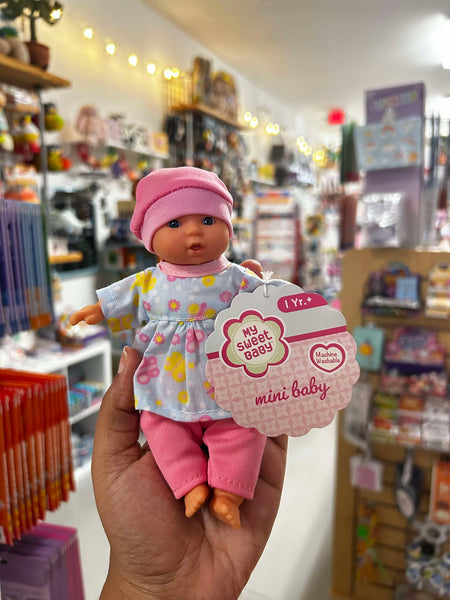 1 Yr.+
MY
SWEET
BABY
Machine
Washable
mini baby